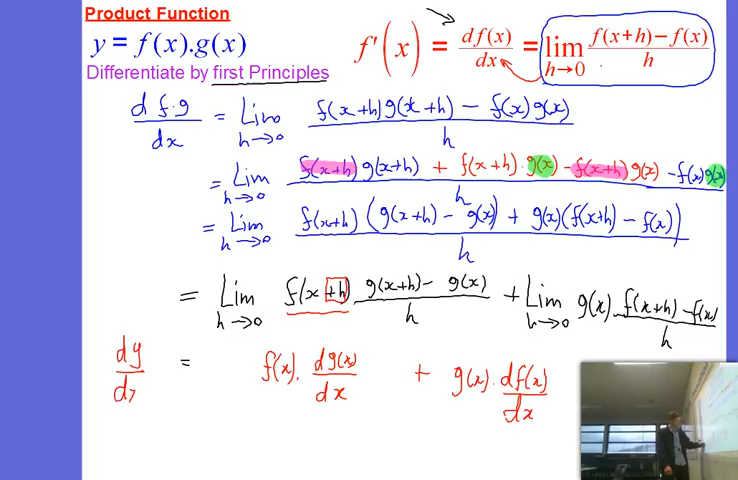 Product Function
y = f(x).g(x)
f'(x) = df(x)/dx = lim h→0 f(x+h)−f(x)/h
Differentiate by first Principles
d f.g/dx = Lim h→0 f(x+h)g(x+h) − f(x)g(x)/h
= Lim h→0 f(x+h) g(x+h) + f(x+h) . g(x) − f(x+h) g(x) − f(x) g(x)/h
= Lim h→0 f(x+h) (g(x+h) − g(x)) + g(x)(f(x+h) − f(x))/h
= Lim h→0 f(x+h) g(x+h) − g(x)/h + Lim h→0 g(x) . f(x+h) − f(x)/h
dy/dx = f(x) . dg(x)/dx + g(x) . df(x)/dx